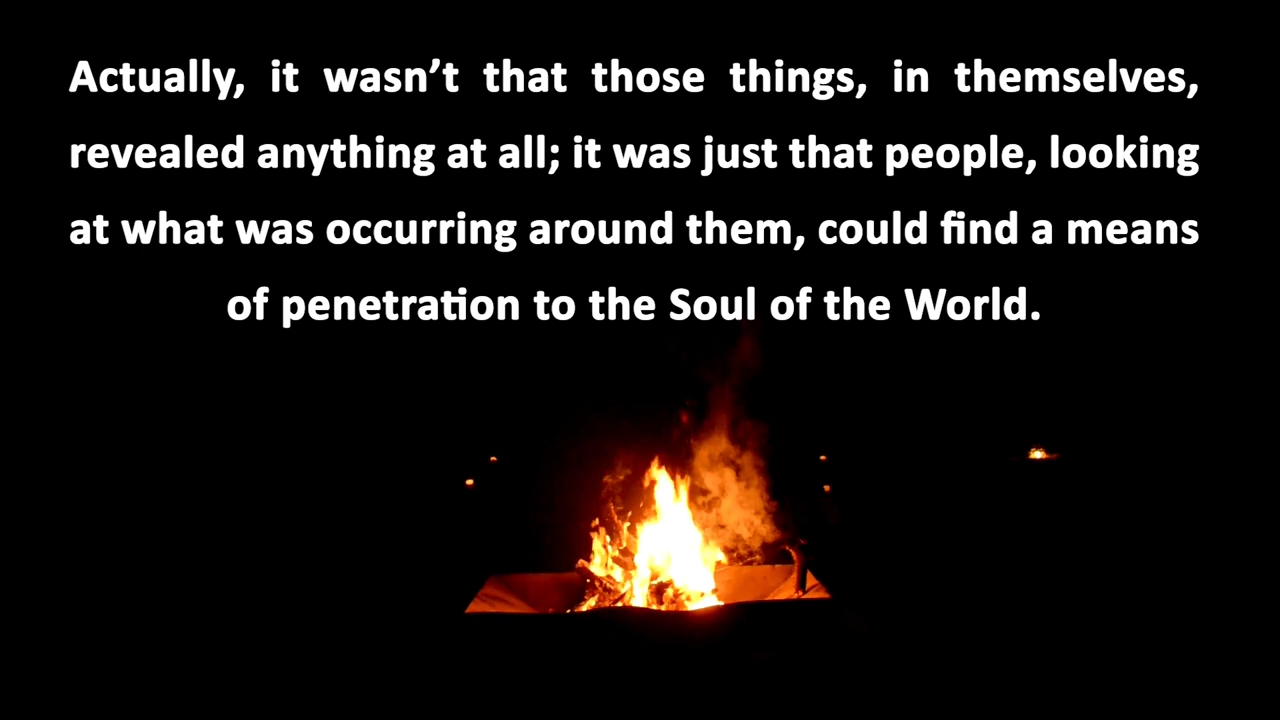 Actually, it wasn’t that those things, in themselves,
revealed anything at all; it was just that people, looking
at what was occurring around them, could find a means
of penetration to the Soul of the World.